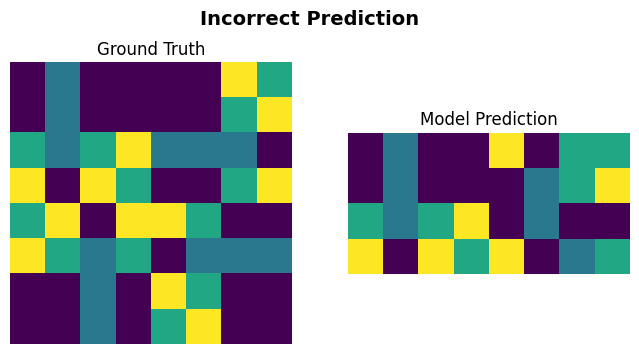 Incorrect Prediction
Ground Truth
Model Prediction